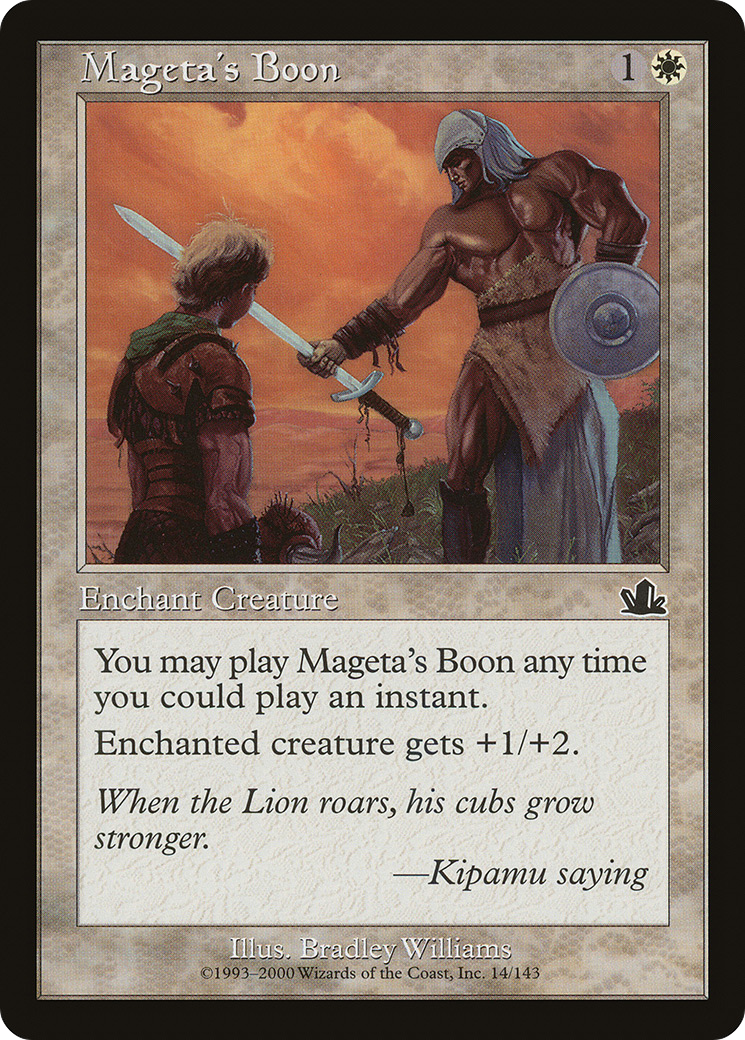 Mageta's Boon 1
Enchant Creature
You may play Mageta's Boon any time
you could play an instant.
Enchanted creature gets +1/+2.
When the Lion roars, his cubs grow
stronger.
—Kipamu saying
Illus. Bradley Williams
©1993–2000 Wizards of the Coast, Inc. 14/143